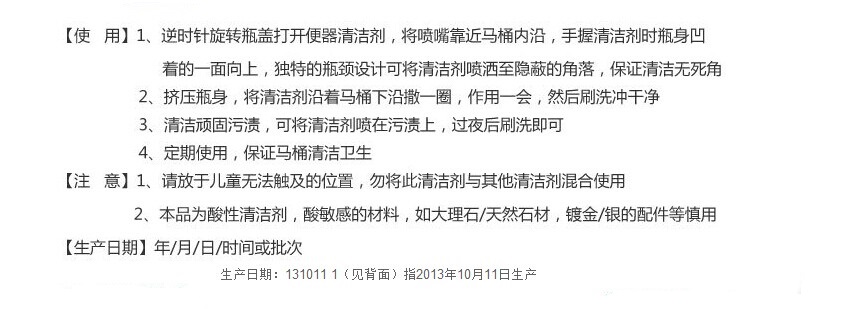 【使 用】1、逆时针旋转瓶盖打开便器清洁剂，将喷嘴靠近马桶内沿，手握清洁剂时瓶身凹
着的一面向上，独特的瓶颈设计可将清洁剂喷洒至隐蔽的角落，保证清洁无死角
2、挤压瓶身，将清洁剂沿着马桶下沿撒一圈，作用一会，然后刷洗冲干净
3、清洁顽固污渍，可将清洁剂喷在污渍上，过夜后刷洗即可
4、定期使用，保证马桶清洁卫生
【注 意】1、请放于儿童无法触及的位置，勿将此清洁剂与其他清洁剂混合使用
2、本品为酸性清洁剂，酸敏感的材料，如大理石/天然石材，镀金/银的配件等慎用
【生产日期】年/月/日/时间或批次
生产日期：131011 1（见背面）指2013年10月11日生产